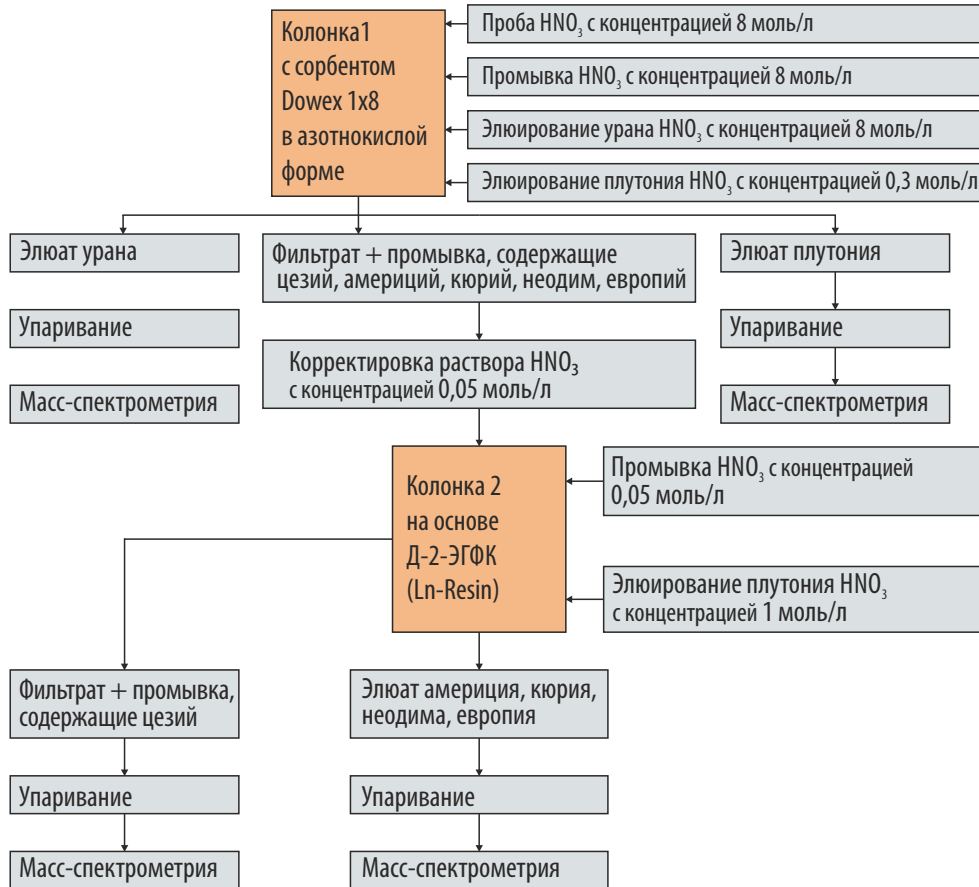 Колонка1
с сорбентом
Dowex 1x8
в азотнокислой
форме
Проба HNO₃ с концентрацией 8 моль/л
Промывка HNO₃ с концентрацией 8 моль/л
Элюирование урана HNO₃ с концентрацией 8 моль/л
Элюирование плутония HNO₃ с концентрацией 0,3 моль/л
Элюат урана
Фильтрат + промывка, содержащие
цезий, америций, кюрий, неодим, европий
Элюат плутония
Упаривание
Упаривание
Корректировка раствора HNO₃
с концентрацией 0,05 моль/л
Масс-спектрометрия
Масс-спектрометрия
Колонка 2
на основе
Д-2-ЭГФК
(Ln-Resin)
Промывка HNO₃ с концентрацией
0,05 моль/л
Элюирование плутония HNO₃
с концентрацией 1 моль/л
Фильтрат + промывка,
содержащие цезий
Элюат америция, кюрия,
неодима, европия
Упаривание
Упаривание
Масс-спектрометрия
Масс-спектрометрия